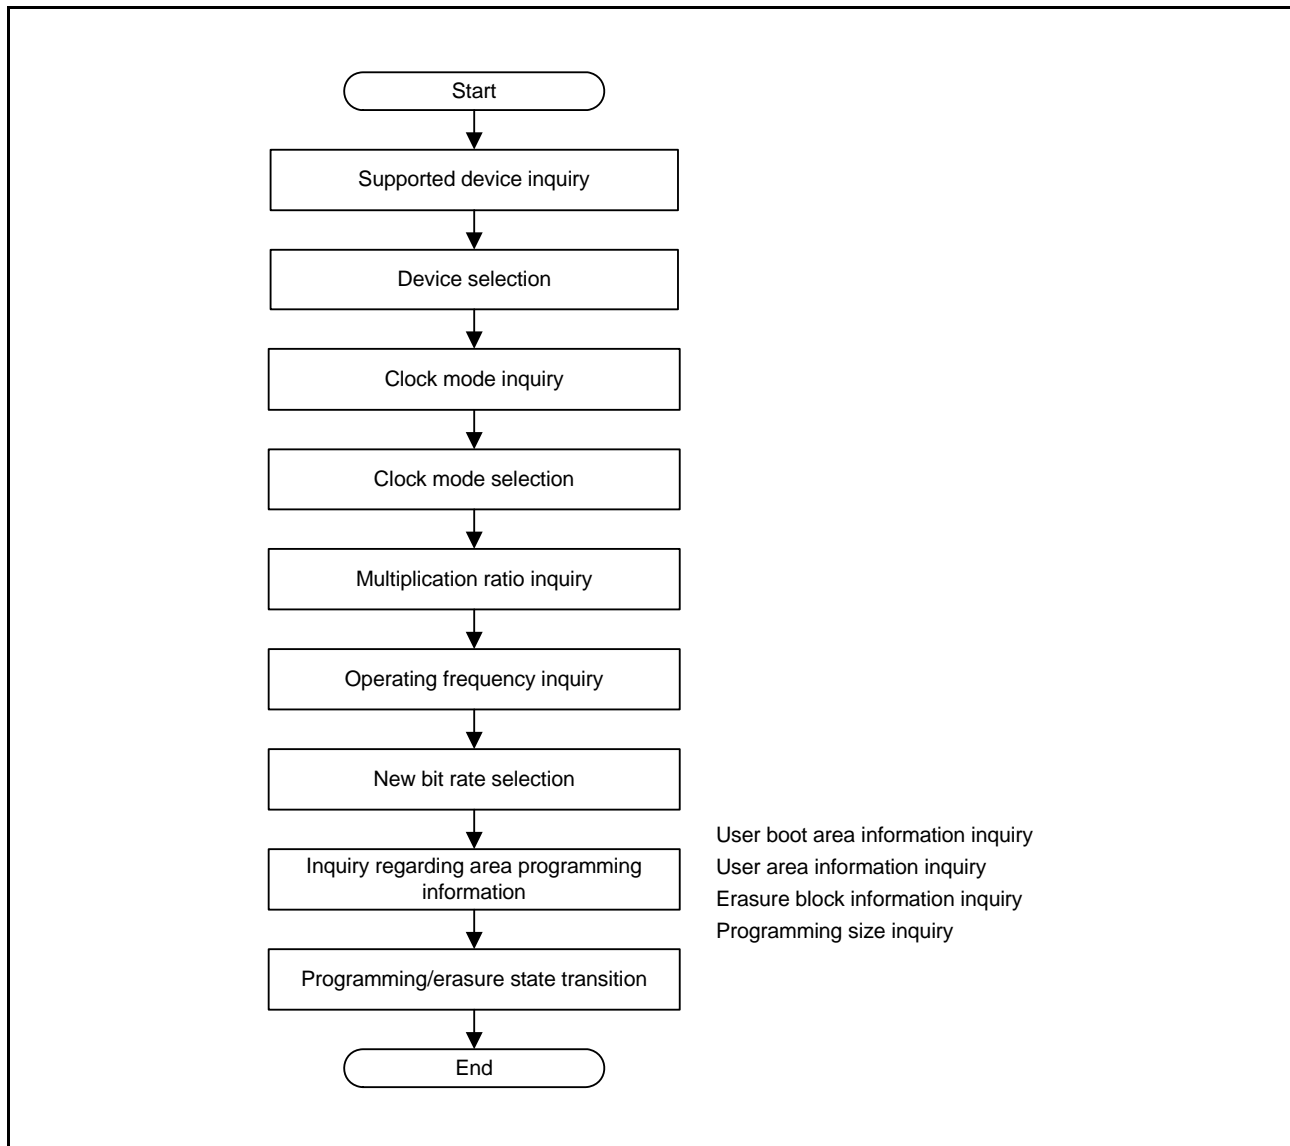 Start
Supported device inquiry
Device selection
Clock mode inquiry
Clock mode selection
Multiplication ratio inquiry
Operating frequency inquiry
New bit rate selection
Inquiry regarding area programming
information
User boot area information inquiry
User area information inquiry
Erasure block information inquiry
Programming size inquiry
Programming/erasure state transition
End